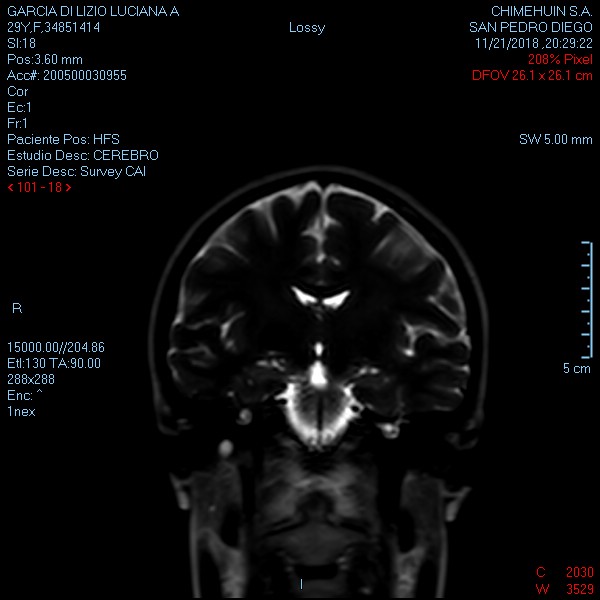 GARCIA DI LIZIO LUCIANA A
29Y,F,34851414
Sl:18
Pos:3.60 mm
Acc#: 200500030955
Cor
Ec:1
Fr:1
Paciente Pos: HFS
Estudio Desc: CEREBRO
Serie Desc: Survey CAI
< 101 - 18 >
Lossy
CHIMEHUIN S.A.
SAN PEDRO DIEGO
11/21/2018 ,20:29:22
208% Pixel
DFOV 26.1 x 26.1 cm
SW 5.00 mm
R
15000.00//204.86
Etl:130 TA:90.00
288x288
Enc: ^
1nex
5 cm
C 2030
W 3529